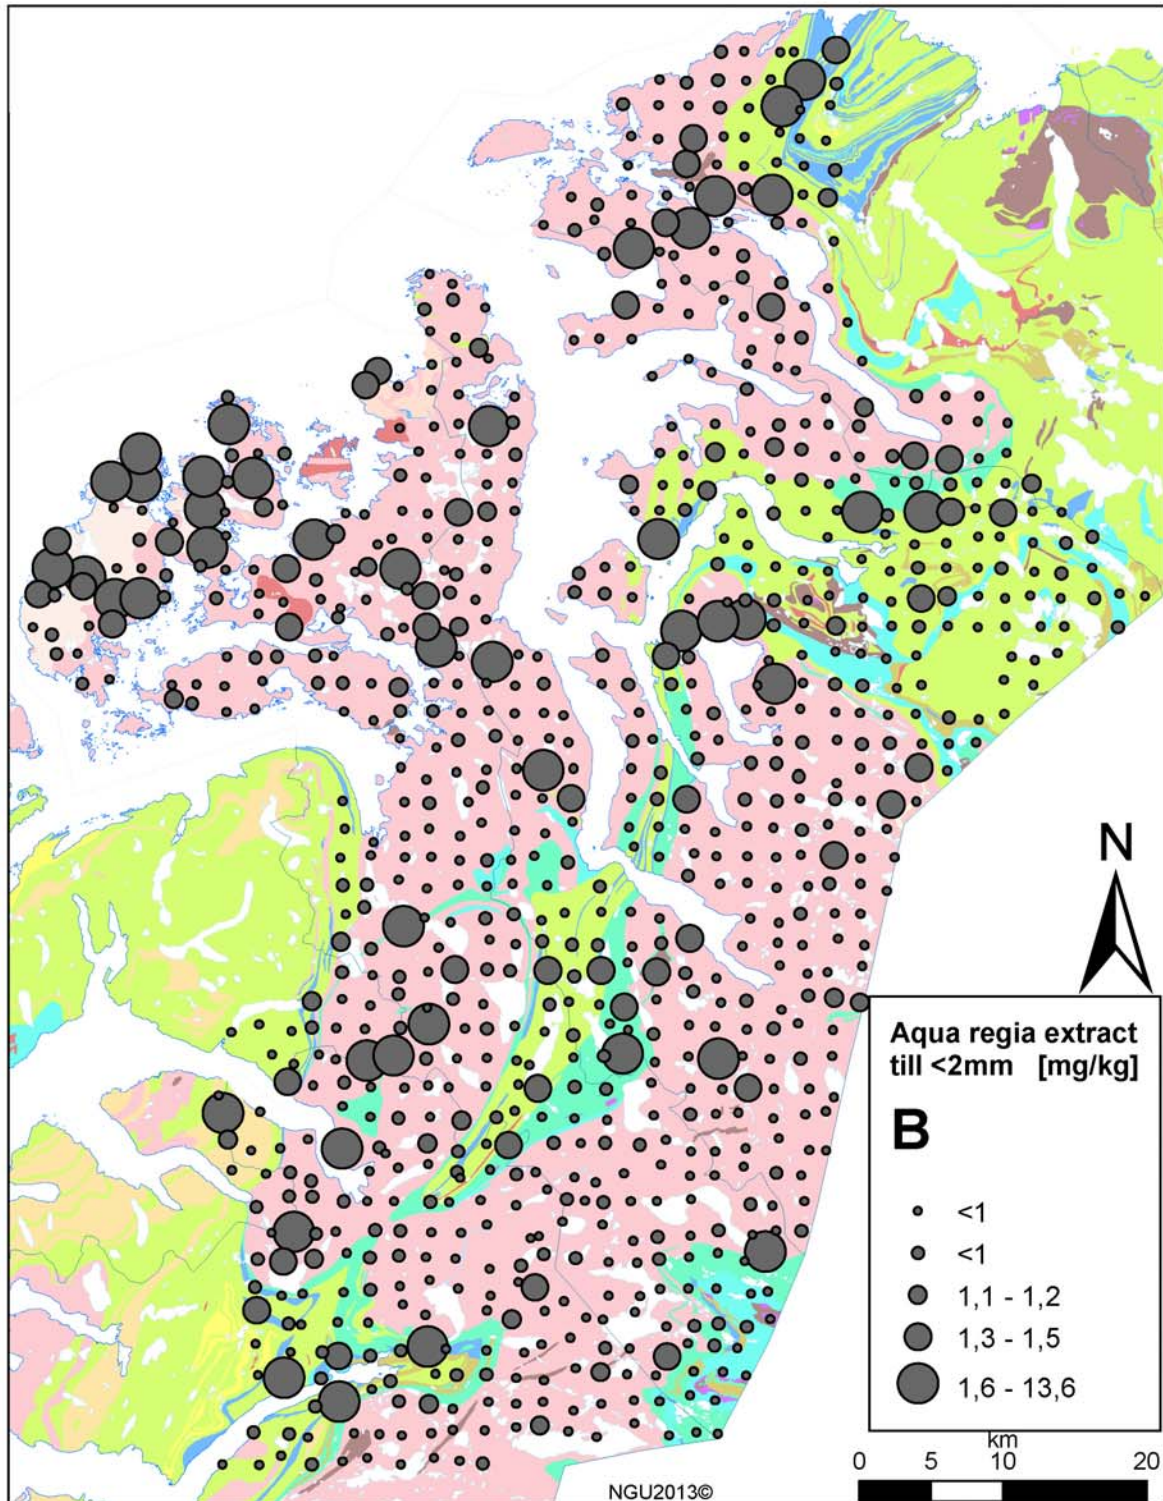 N
Aqua regia extract
till <2mm [mg/kg]
B
<1
<1
1,1 - 1,2
1,3 - 1,5
1,6 - 13,6
km
0 5 10 20
NGU2013©